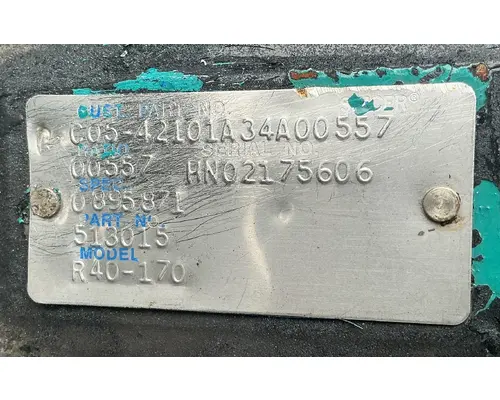 CUST. PART NO.
C05-42101A34A00557
RATIO SERIAL NO.
00557 HN02175606
SPEC.
0895871
PART NO.
513015
MODEL
R40-170